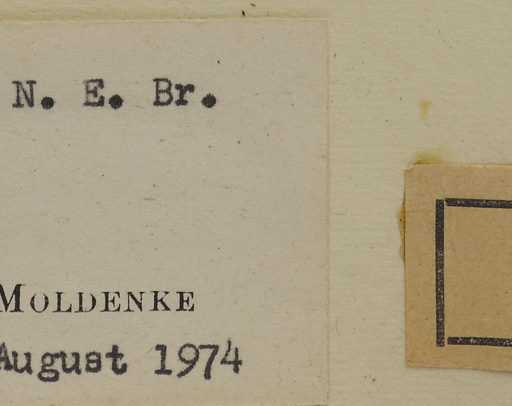 N. E. Br.
MOLDENKE
August 1974